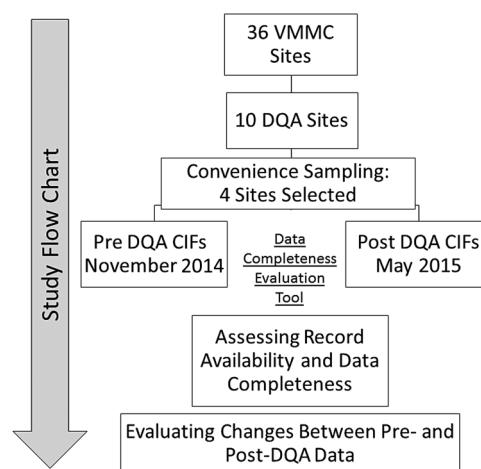 Study Flow Chart
36 VMMC
Sites
10 DQA Sites
Convenience Sampling:
4 Sites Selected
Pre DQA CIFs
November 2014
Data
Completeness
Evaluation
Tool
Post DQA CIFs
May 2015
Assessing Record
Availability and Data
Completeness
Evaluating Changes Between Pre- and
Post-DQA Data